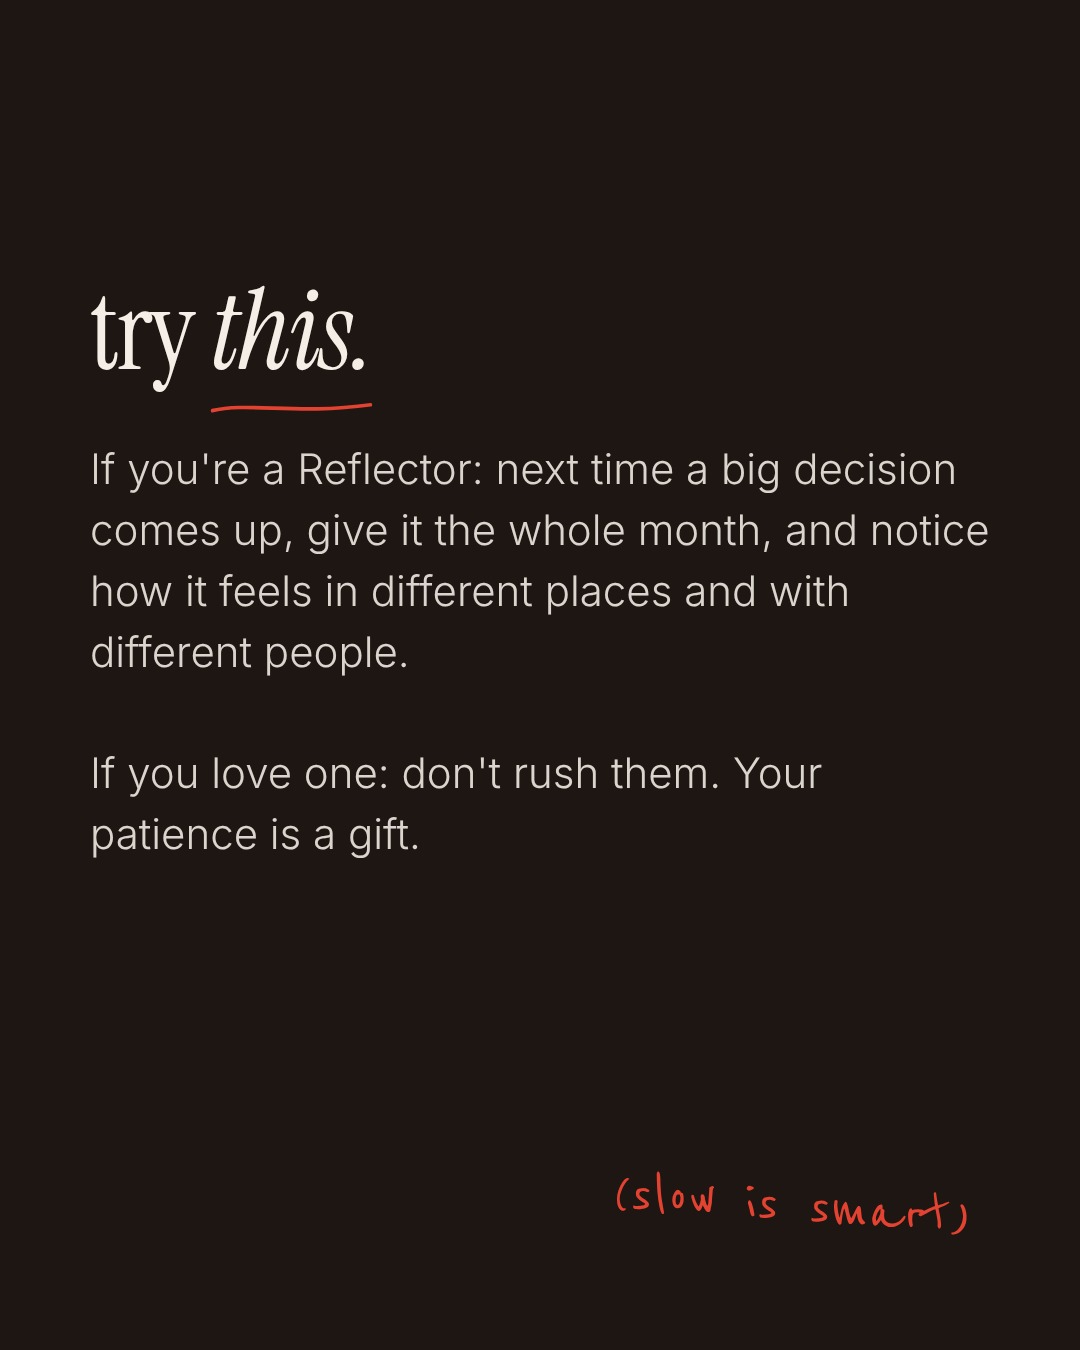 try this.
If you're a Reflector: next time a big decision
comes up, give it the whole month, and notice
how it feels in different places and with
different people.
If you love one: don't rush them. Your
patience is a gift.
(slow is smart)